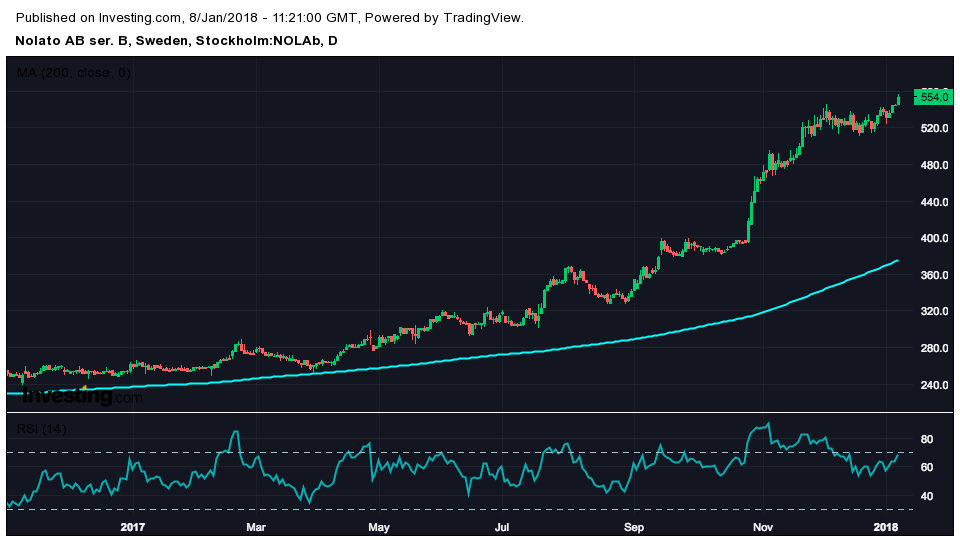 Published on Investing.com, 8/Jan/2018 - 11:21:00 GMT, Powered by TradingView.
Nolato AB ser. B, Sweden, Stockholm:NOLAb, D
MA (200, close, 0)
554.0
520.0
480.0
440.0
400.0
360.0
320.0
280.0
240.0
Investing.com
RSI (14)
80
60
40
2017 Mar May Jul Sep Nov 2018